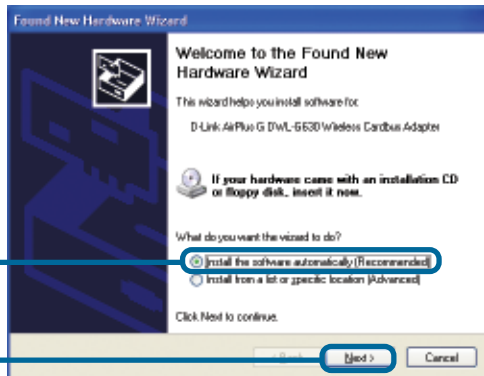 Found New Hardware Wizard
Welcome to the Found New
Hardware Wizard
This wizard helps you install software for:
D-Link AirPlus G DWL-G630 Wireless Cardbus Adapter
If your hardware came with an installation CD
or floppy disk, insert it now.
What do you want the wizard to do?
Install the software automatically (Recommended)
Install from a list or specific location (Advanced)
Click Next to continue.
< Back
Next >
Cancel